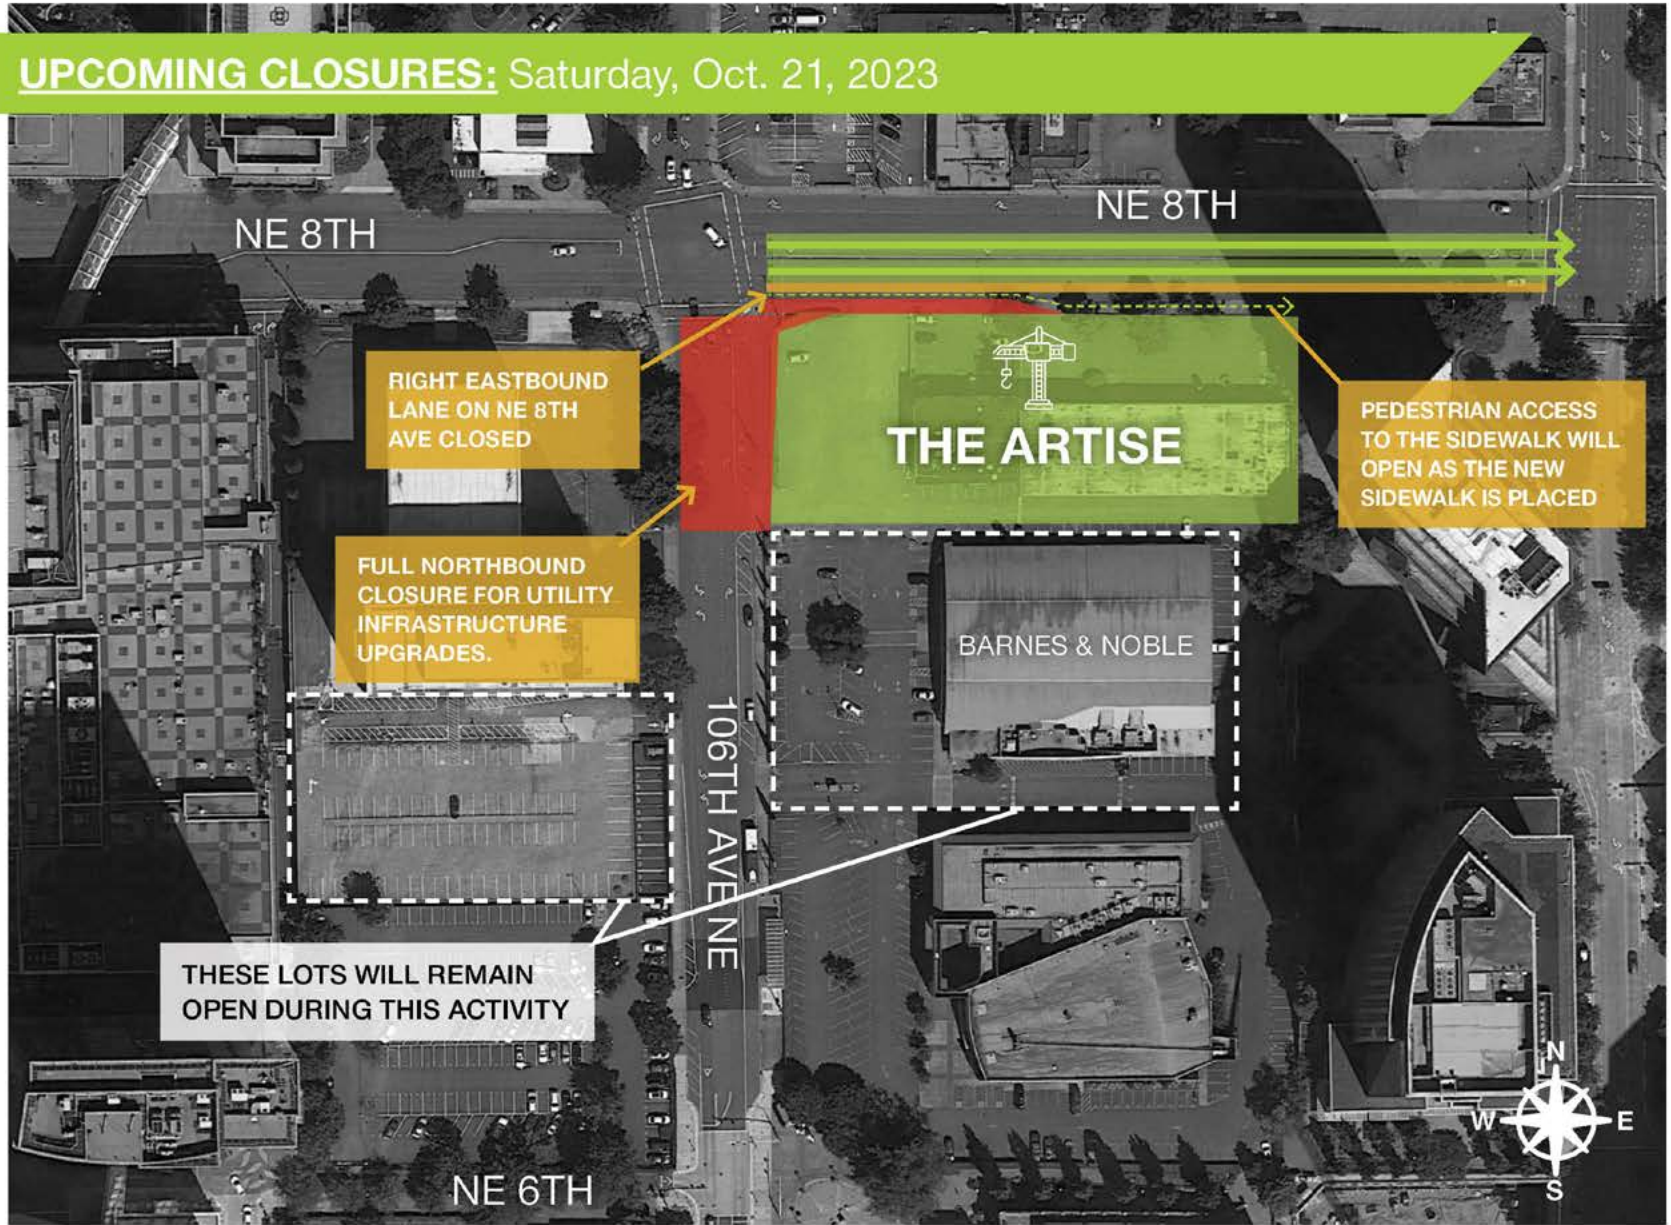 UPCOMING CLOSURES: Saturday, Oct. 21, 2023
NE 8TH
NE 8TH
RIGHT EASTBOUND
LANE ON NE 8TH
AVE CLOSED
THE ARTISE
PEDESTRIAN ACCESS
TO THE SIDEWALK WILL
OPEN AS THE NEW
SIDEWALK IS PLACED
FULL NORTHBOUND
CLOSURE FOR UTILITY
INFRASTRUCTURE
UPGRADES.
BARNES & NOBLE
106TH AVE NE
THESE LOTS WILL REMAIN
OPEN DURING THIS ACTIVITY
NE 6TH
N
W E
S